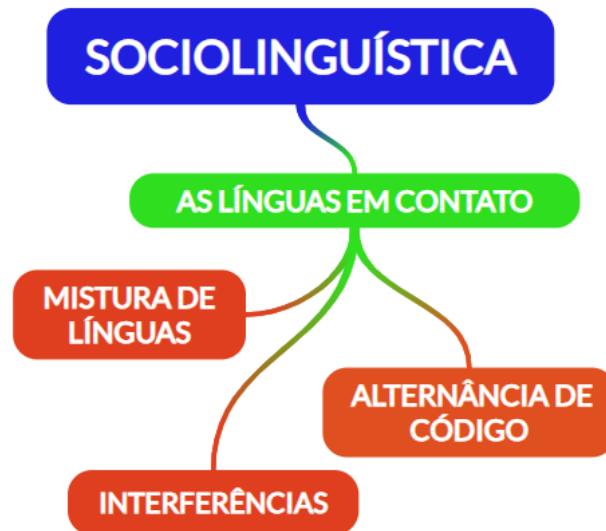 SOCIOLINGUÍSTICA
AS LÍNGUAS EM CONTATO
MISTURA DE
LÍNGUAS
ALTERNÂNCIA DE
CÓDIGO
INTERFERÊNCIAS